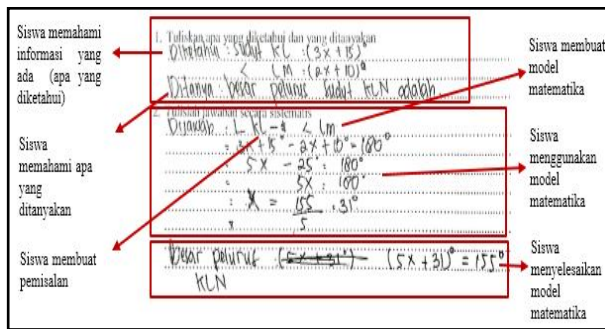 Siswa memahami
informasi yang
ada (apa yang
diketahui)
Siswa
memahami apa
yang
ditanyakan
Siswa membuat
pemisalan
1. Tuliskan apa yang diketahui dan yang ditanyakan
Diketahui : Sudut KL : (3x + 15)°
< LM : (2x + 10)°
Ditanya : besar pelurus sudut KLN adalah
2. Tuliskan jawaban secara sistematis
Dijawab : L KL - < Lm
= 3x + 15° - 2x + 10° = 180°
= 5x - 25° : 180°
= 5x : 180°
: x = 155 = 31°
5
Besar pelurus (5x + 31)° = 155°
KLN
Siswa membuat
model
matematika
Siswa
menggunakan
model
matematika
Siswa
menyelesaikan
model
matematika